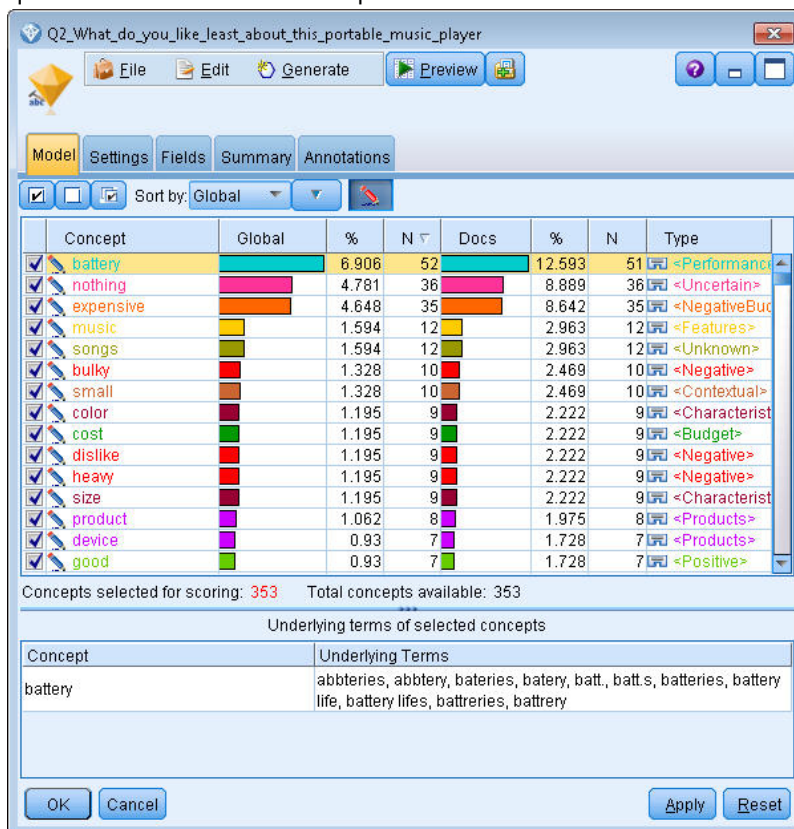 Q2_What_do_you_like_least_about_this_portable_music_player
File Edit Generate Preview
abc
Model Settings Fields Summary Annotations
Sort by: Global
Concept Global % N Docs % N Type
battery 6.906 52 12.593 51 <Performance
nothing 4.781 36 8.889 36 <Uncertain>
expensive 4.648 35 8.642 35 <NegativeBud
music 1.594 12 2.963 12 <Features>
songs 1.594 12 2.963 12 <Unknown>
bulky 1.328 10 2.469 10 <Negative>
small 1.328 10 2.469 10 <Contextual>
color 1.195 9 2.222 9 <Characterist
cost 1.195 9 2.222 9 <Budget>
dislike 1.195 9 2.222 9 <Negative>
heavy 1.195 9 2.222 9 <Negative>
size 1.195 9 2.222 9 <Characterist
product 1.062 8 1.975 8 <Products>
device 0.93 7 1.728 7 <Products>
good 0.93 7 1.728 7 <Positive>
Concepts selected for scoring: 353 Total concepts available: 353
Underlying terms of selected concepts
Concept Underlying Terms
battery abbteries, abbtery, bateries, batery, batt., batt.s, batteries, battery
life, battery lifes, battreries, battrery
OK Cancel Apply Reset